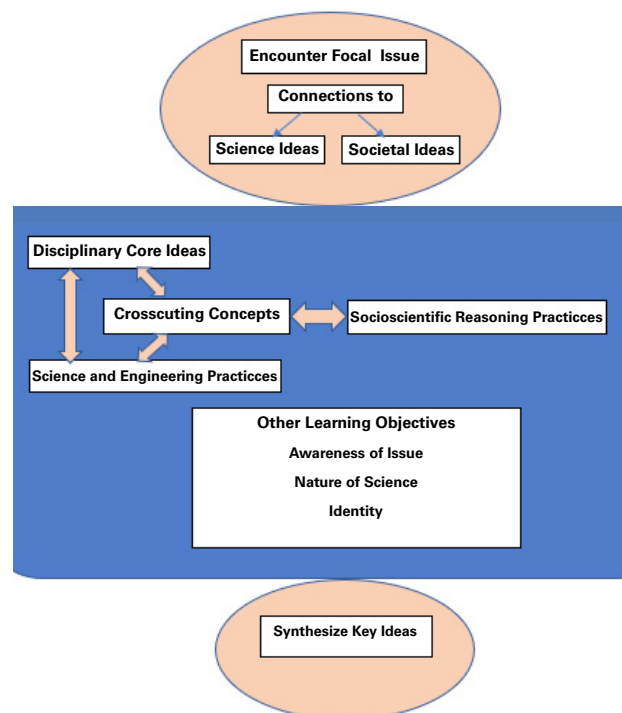 Encounter Focal Issue
Connections to
Science Ideas
Societal Ideas
Disciplinary Core Ideas
Crosscutting Concepts
Socioscientific Reasoning Practicces
Science and Engineering Practicces
Other Learning Objectives
Awareness of Issue
Nature of Science
Identity
Synthesize Key Ideas